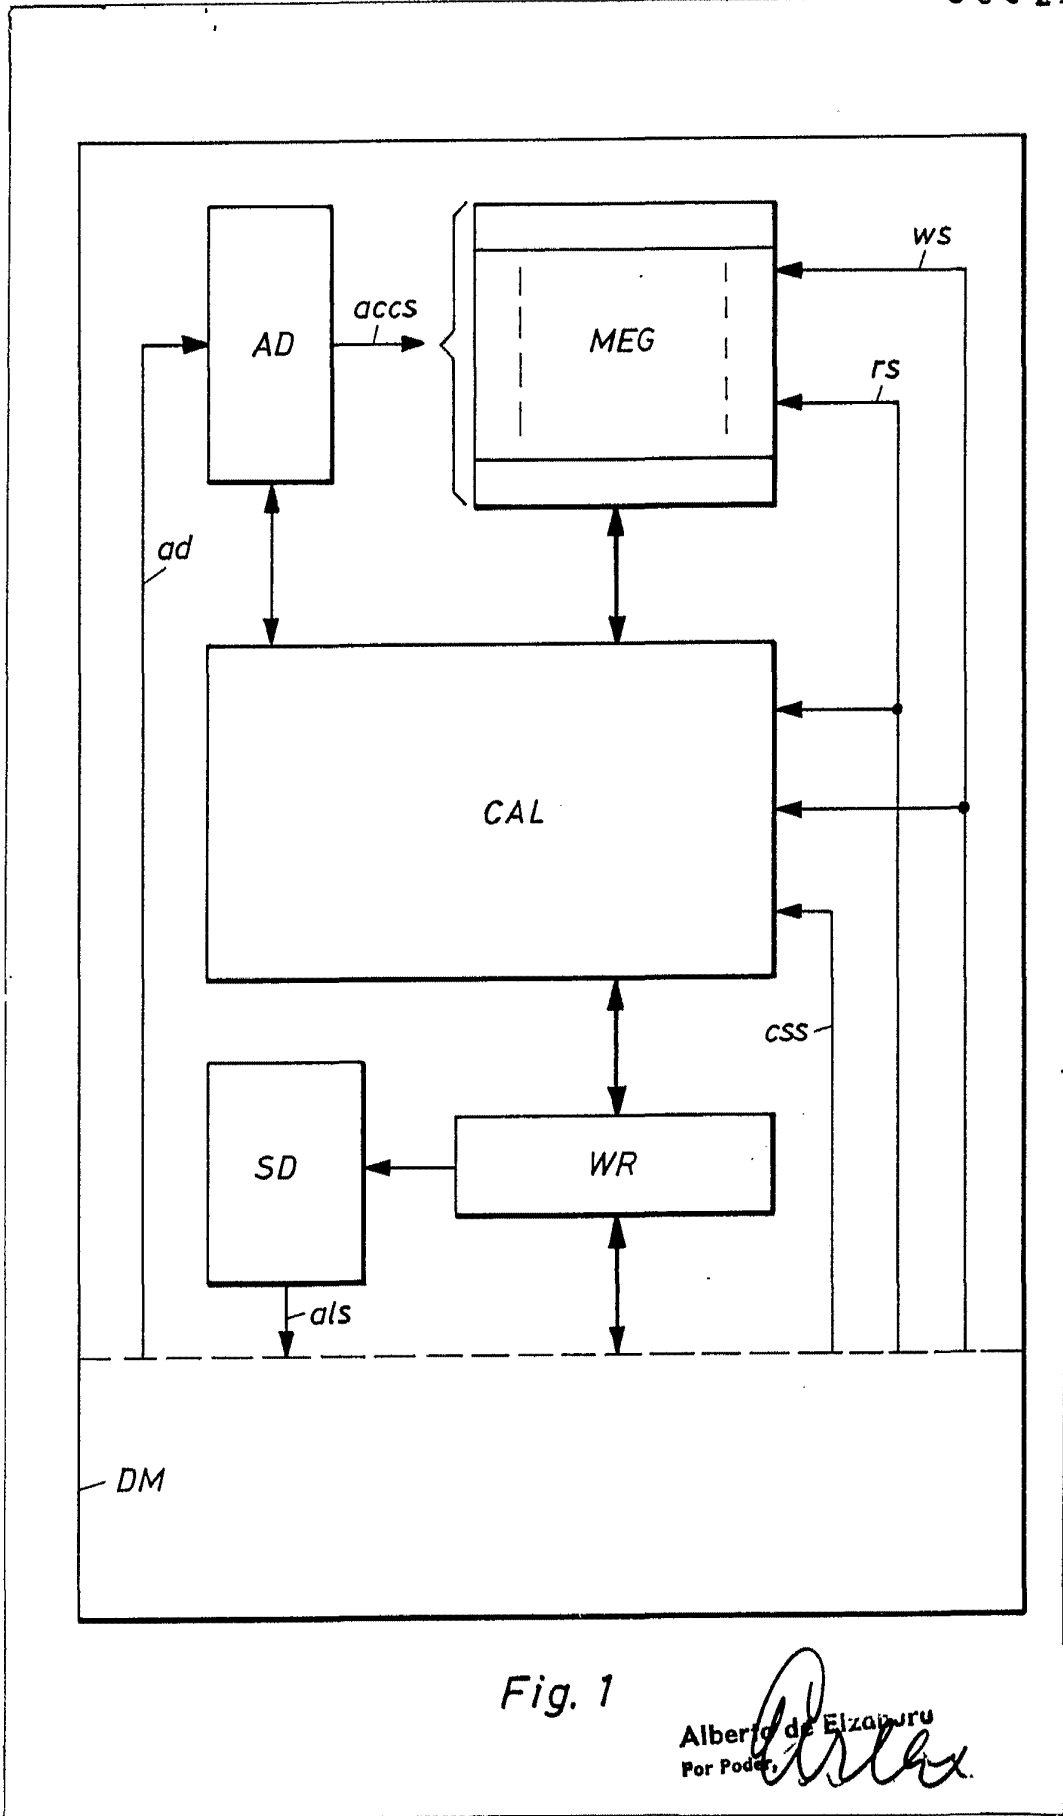 ws
accs
AD
MEG
rs
ad
CAL
css
SD
WR
als
DM
Fig. 1
Alberto de Elzaburu
Por Poder,